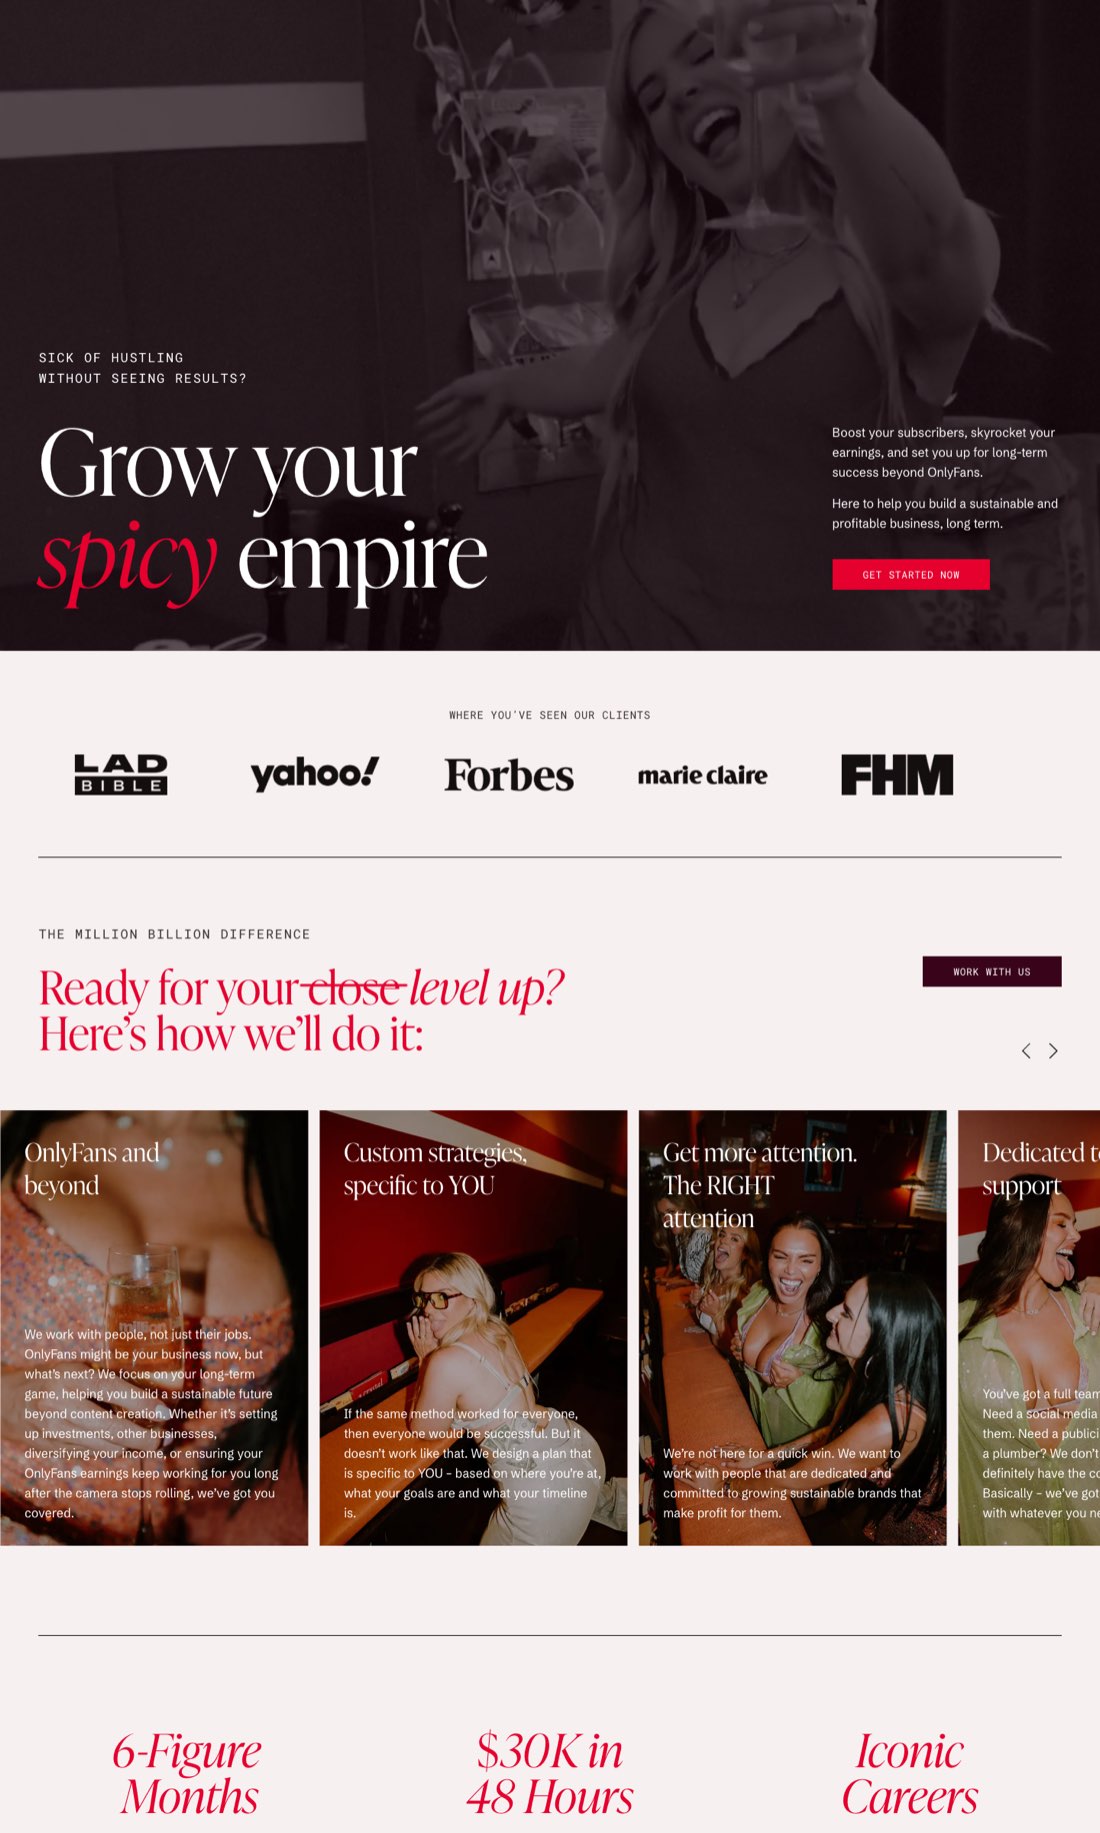 SICK OF HUSTLING
WITHOUT SEEING RESULTS?
Grow your
spicy empire
Boost your subscribers, skyrocket your
earnings, and set you up for long-term
success beyond OnlyFans.
Here to help you build a sustainable and
profitable business, long term.
GET STARTED NOW
WHERE YOU'VE SEEN OUR CLIENTS
LAD
BIBLE
yahoo!
Forbes
marie claire
FHM
THE MILLION BILLION DIFFERENCE
Ready for your close level up?
Here's how we'll do it:
WORK WITH US
OnlyFans and
beyond
We work with people, not just their jobs.
OnlyFans might be your business now, but
what's next? We focus on your long-term
game, helping you build a sustainable future
beyond content creation. Whether it's setting
up investments, other businesses,
diversifying your income, or ensuring your
OnlyFans earnings keep working for you long
after the camera stops rolling, we've got you
covered.
Custom strategies,
specific to YOU
If the same method worked for everyone,
then everyone would be successful. But it
doesn't work like that. We design a plan that
is specific to YOU – based on where you're at,
what your goals are and what your timeline
is.
Get more attention.
The RIGHT
attention
We're not here for a quick win. We want to
work with people that are dedicated and
committed to growing sustainable brands that
make profit for them.
Dedicated t
support
You've got a full team
Need a social media
them. Need a publici
a plumber? We don't
definitely have the co
Basically – we've got
with whatever you ne
6-Figure
Months
$30K in
48 Hours
Iconic
Careers